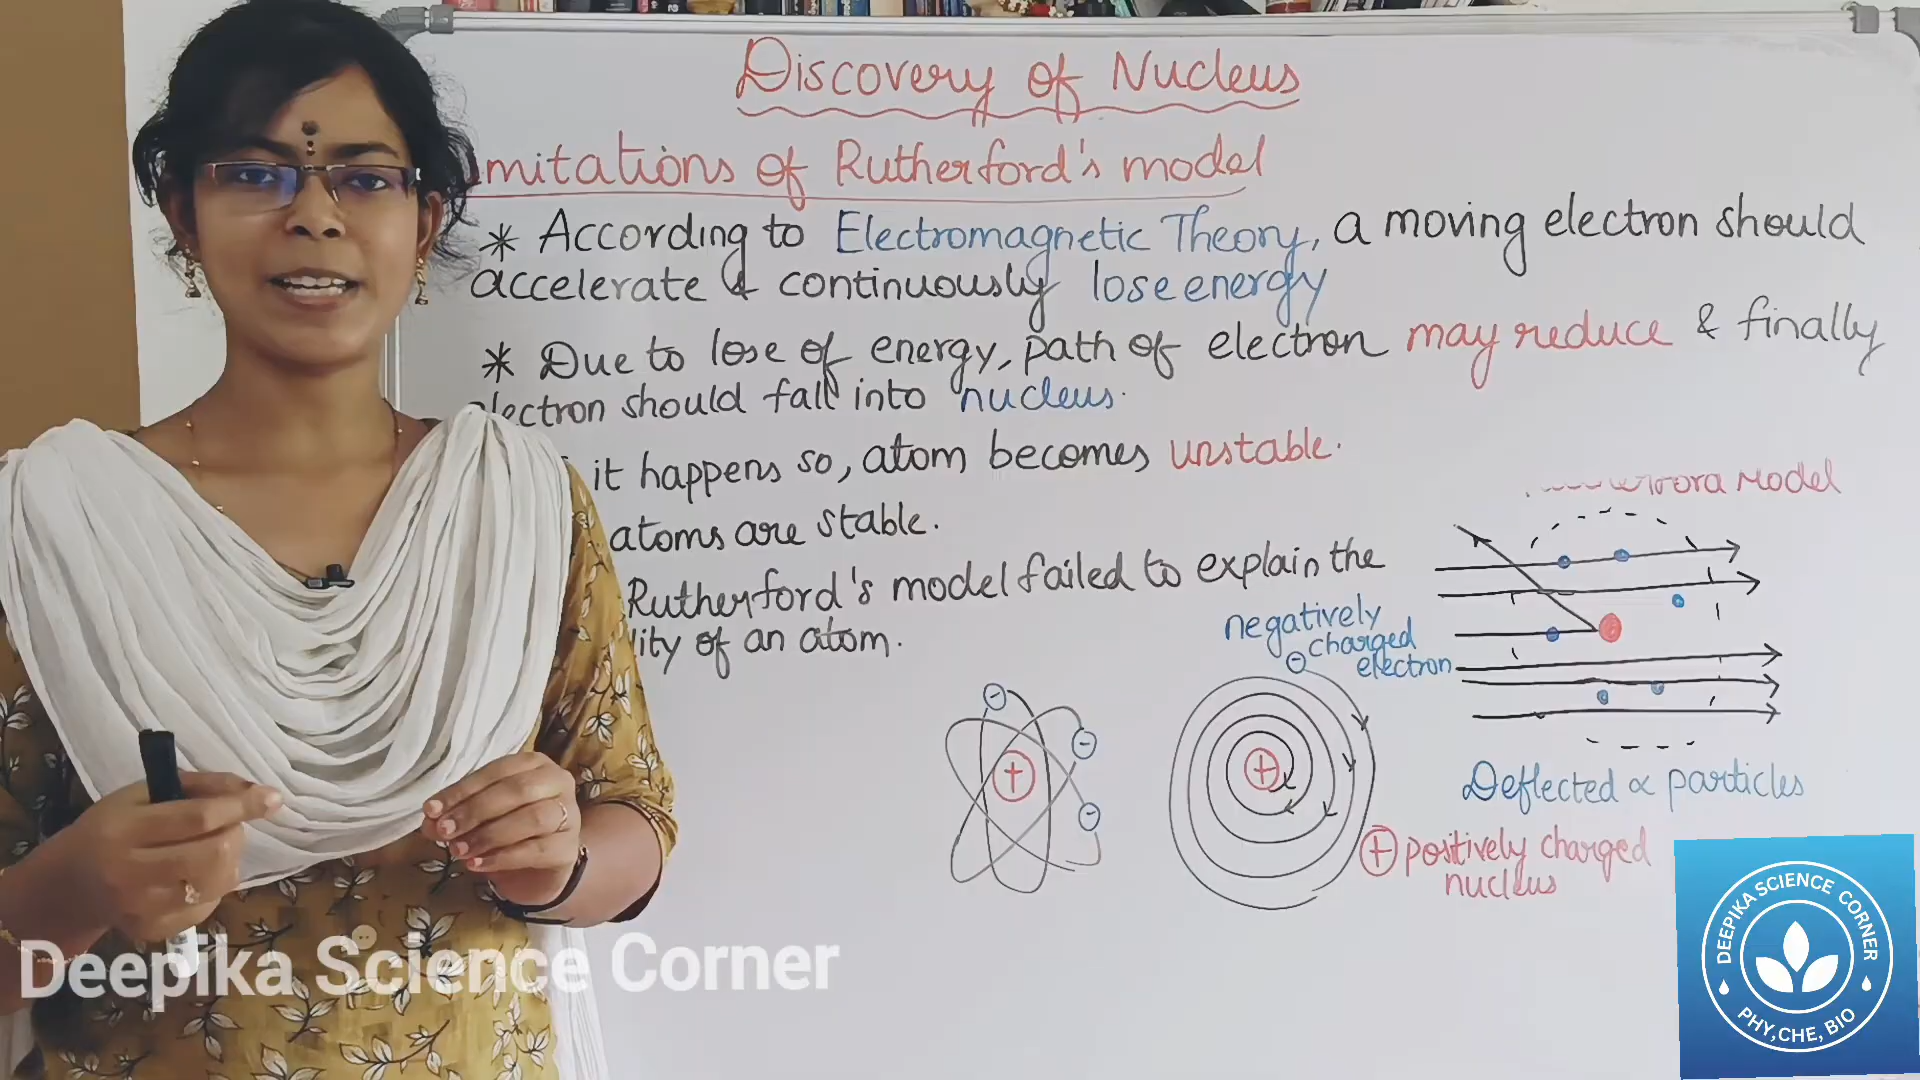 Discovery of Nucleus
mitations of Rutherford's model
* According to Electromagnetic Theory, a moving electron should
accelerate & continuously lose energy
* Due to lose of energy, path of electron may reduce & finally
lectron should fall into nucleus.
it happens so, atom becomes unstable.
atoms are stable.
Rutherford's model failed to explain the
lity of an atom.
Model
negatively
charged
electron
Deflected α particles
+ positively charged
nucleus
Deepika Science Corner
DEEPIKA SCIENCE CORNER
PHY,CHE, BIO